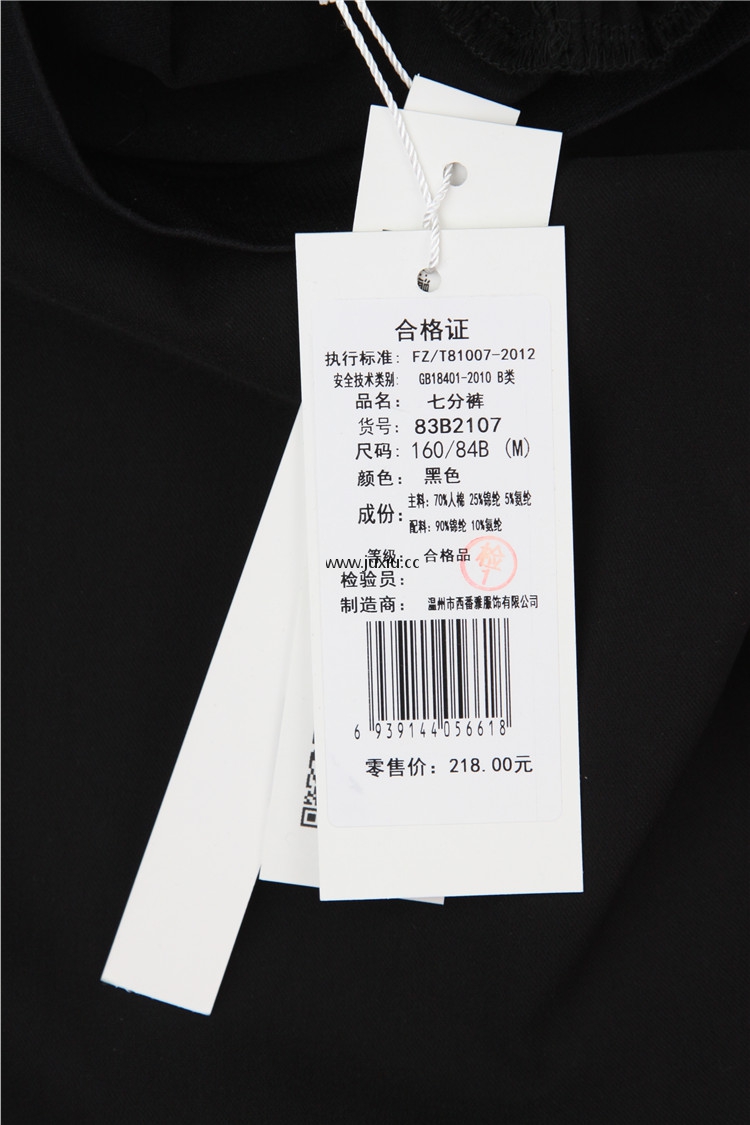 合格证
执行标准: FZ/T81007-2012
安全技术类别: GB18401-2010 B类
品名: 七分裤
货号: 83B2107
尺码: 160/84B (M)
颜色: 黑色
成份: 主料: 70%人棉 25%锦纶 5%氨纶
配料: 90%锦纶 10%氨纶
等级: 合格品
www.juxiu.cc
检验员: 检1
制造商: 温州市西番雅服饰有限公司
6 939144 056618
零售价: 218.00元